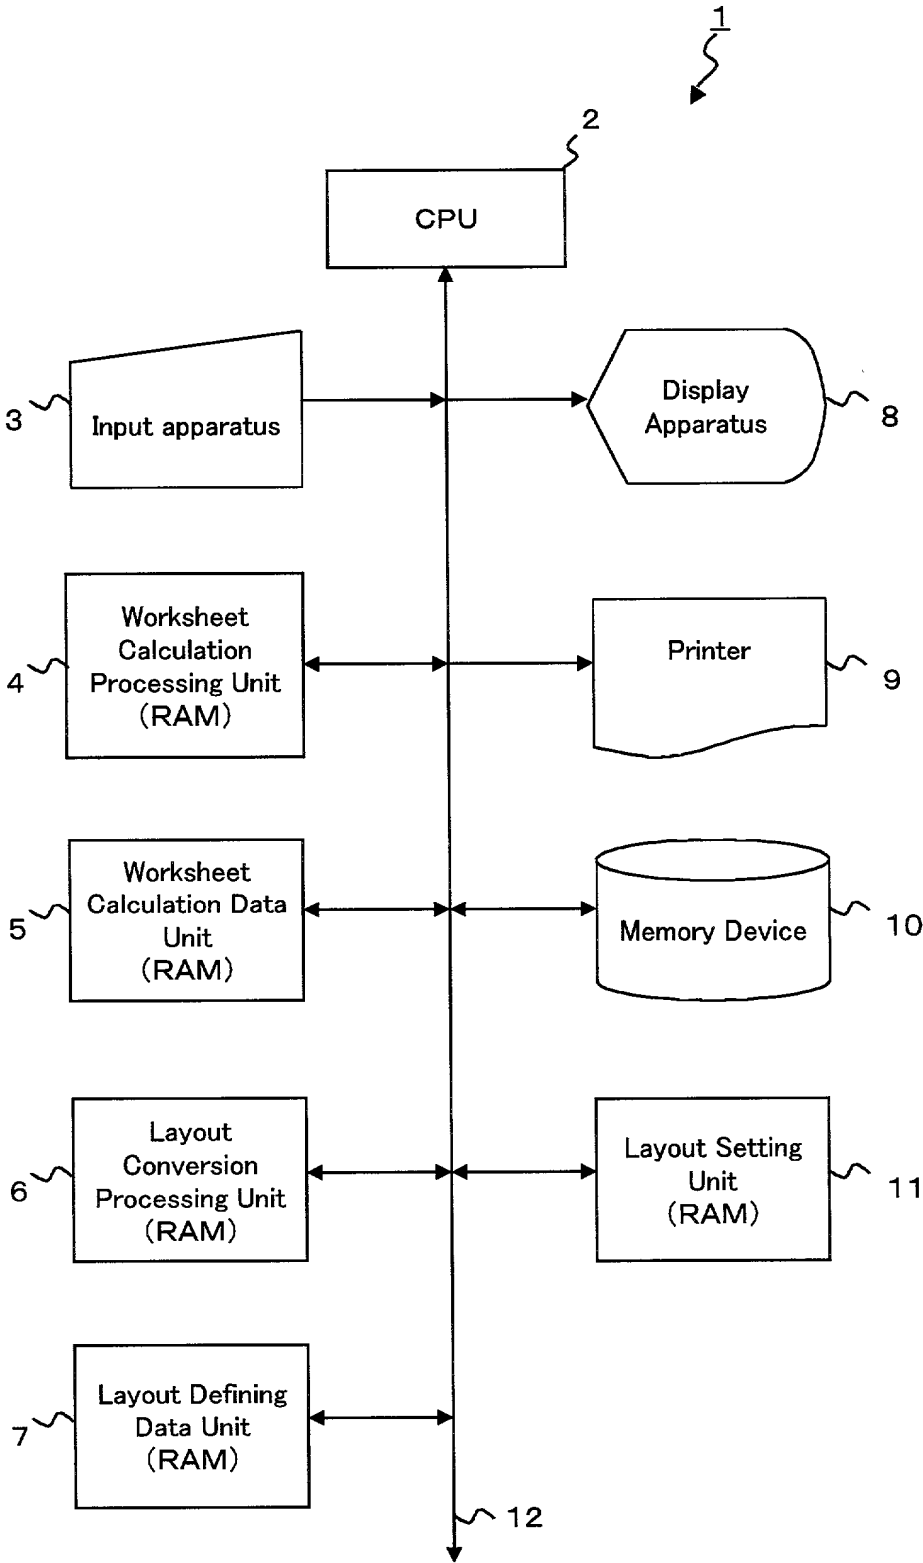 1
2
CPU
3
Input apparatus
Display
Apparatus
8
4
Worksheet
Calculation
Processing Unit
(RAM)
Printer
9
5
Worksheet
Calculation Data
Unit
(RAM)
Memory Device
10
6
Layout
Conversion
Processing Unit
(RAM)
Layout Setting
Unit
(RAM)
11
7
Layout Defining
Data Unit
(RAM)
12